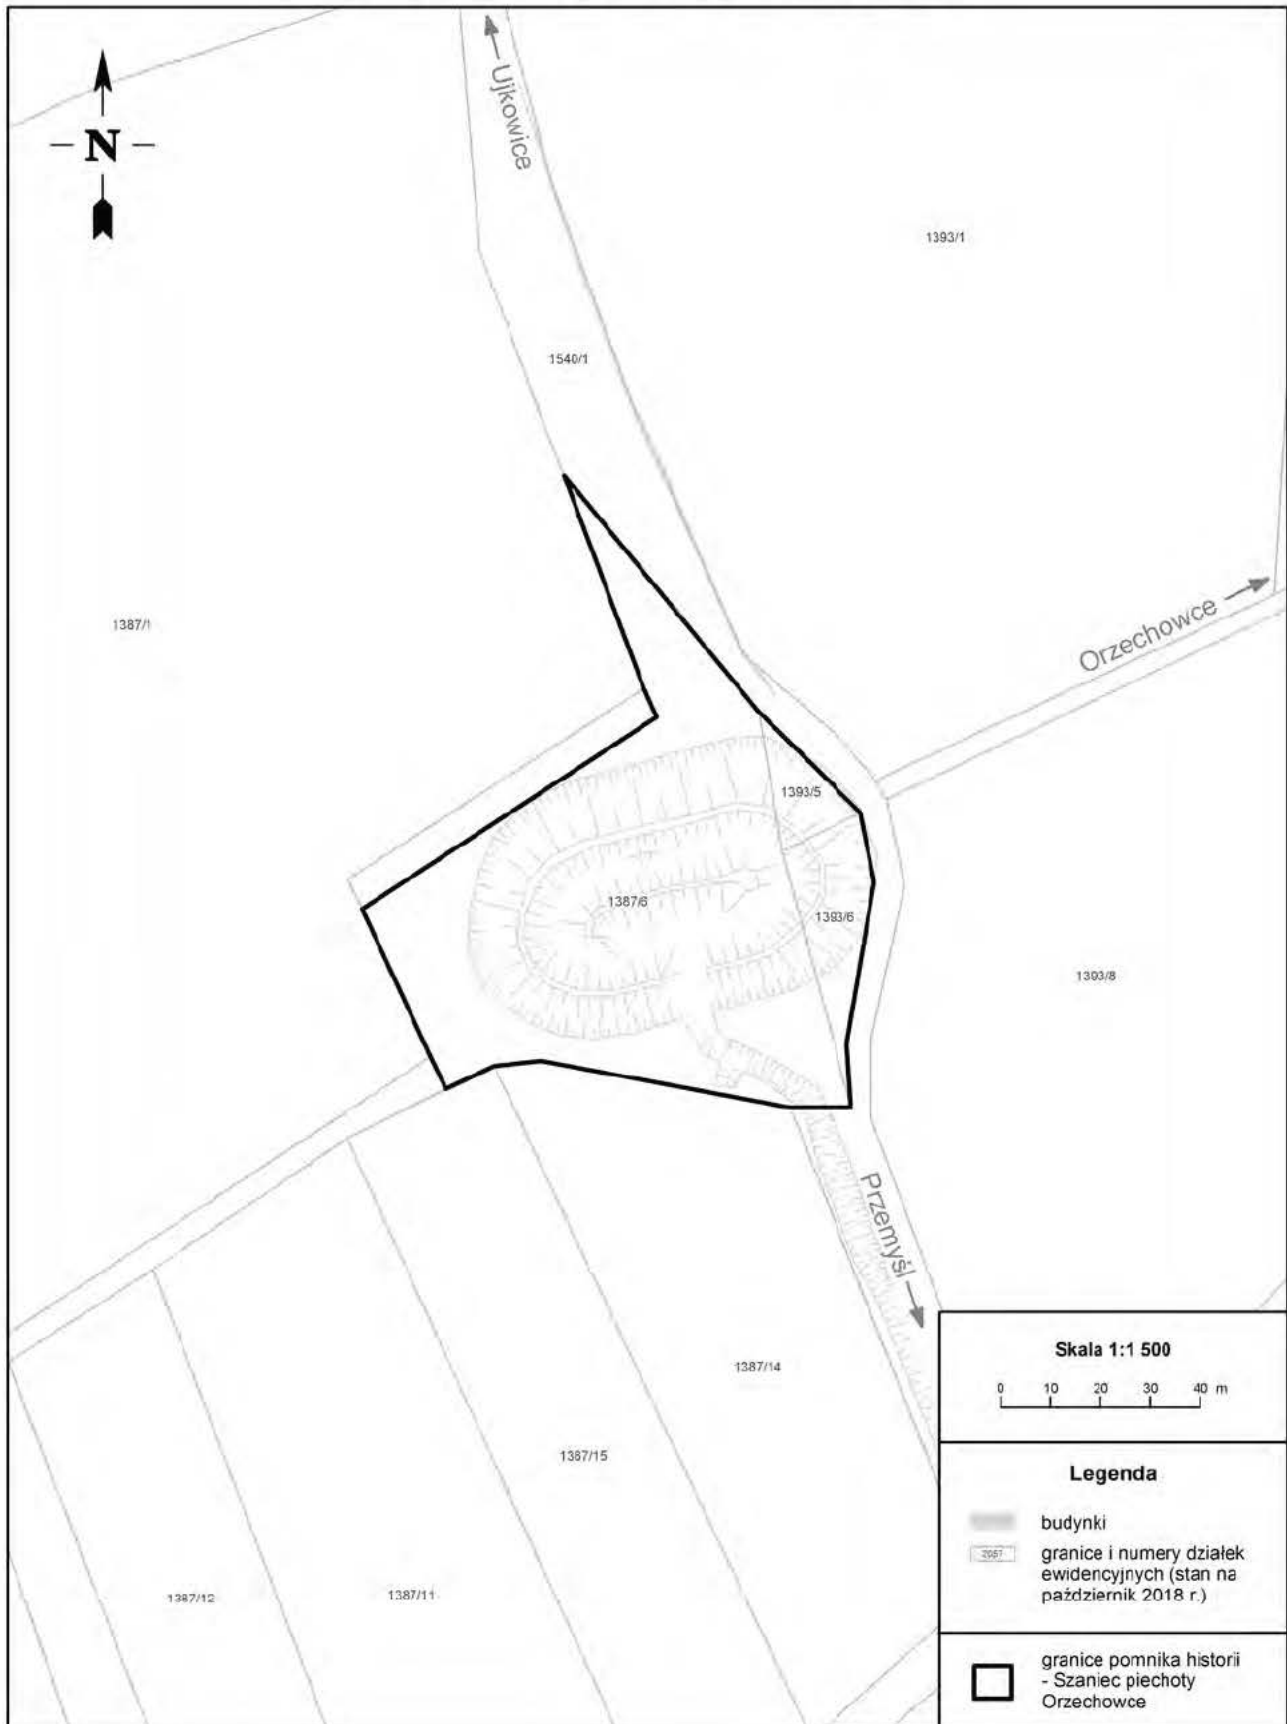 Ujkowice
N
1393/1
1540/1
1387/1
Orzechowce
1393/5
1387/6
1393/6
1393/8
Przemyśl
1387/14
1387/15
1387/12
1387/11
Skala 1:1 500
0 10 20 30 40 m
Legenda
budynki
2057
granice i numery działek
ewidencyjnych (stan na
październik 2018 r.)
granice pomnika historii
- Szaniec piechoty
Orzechowce